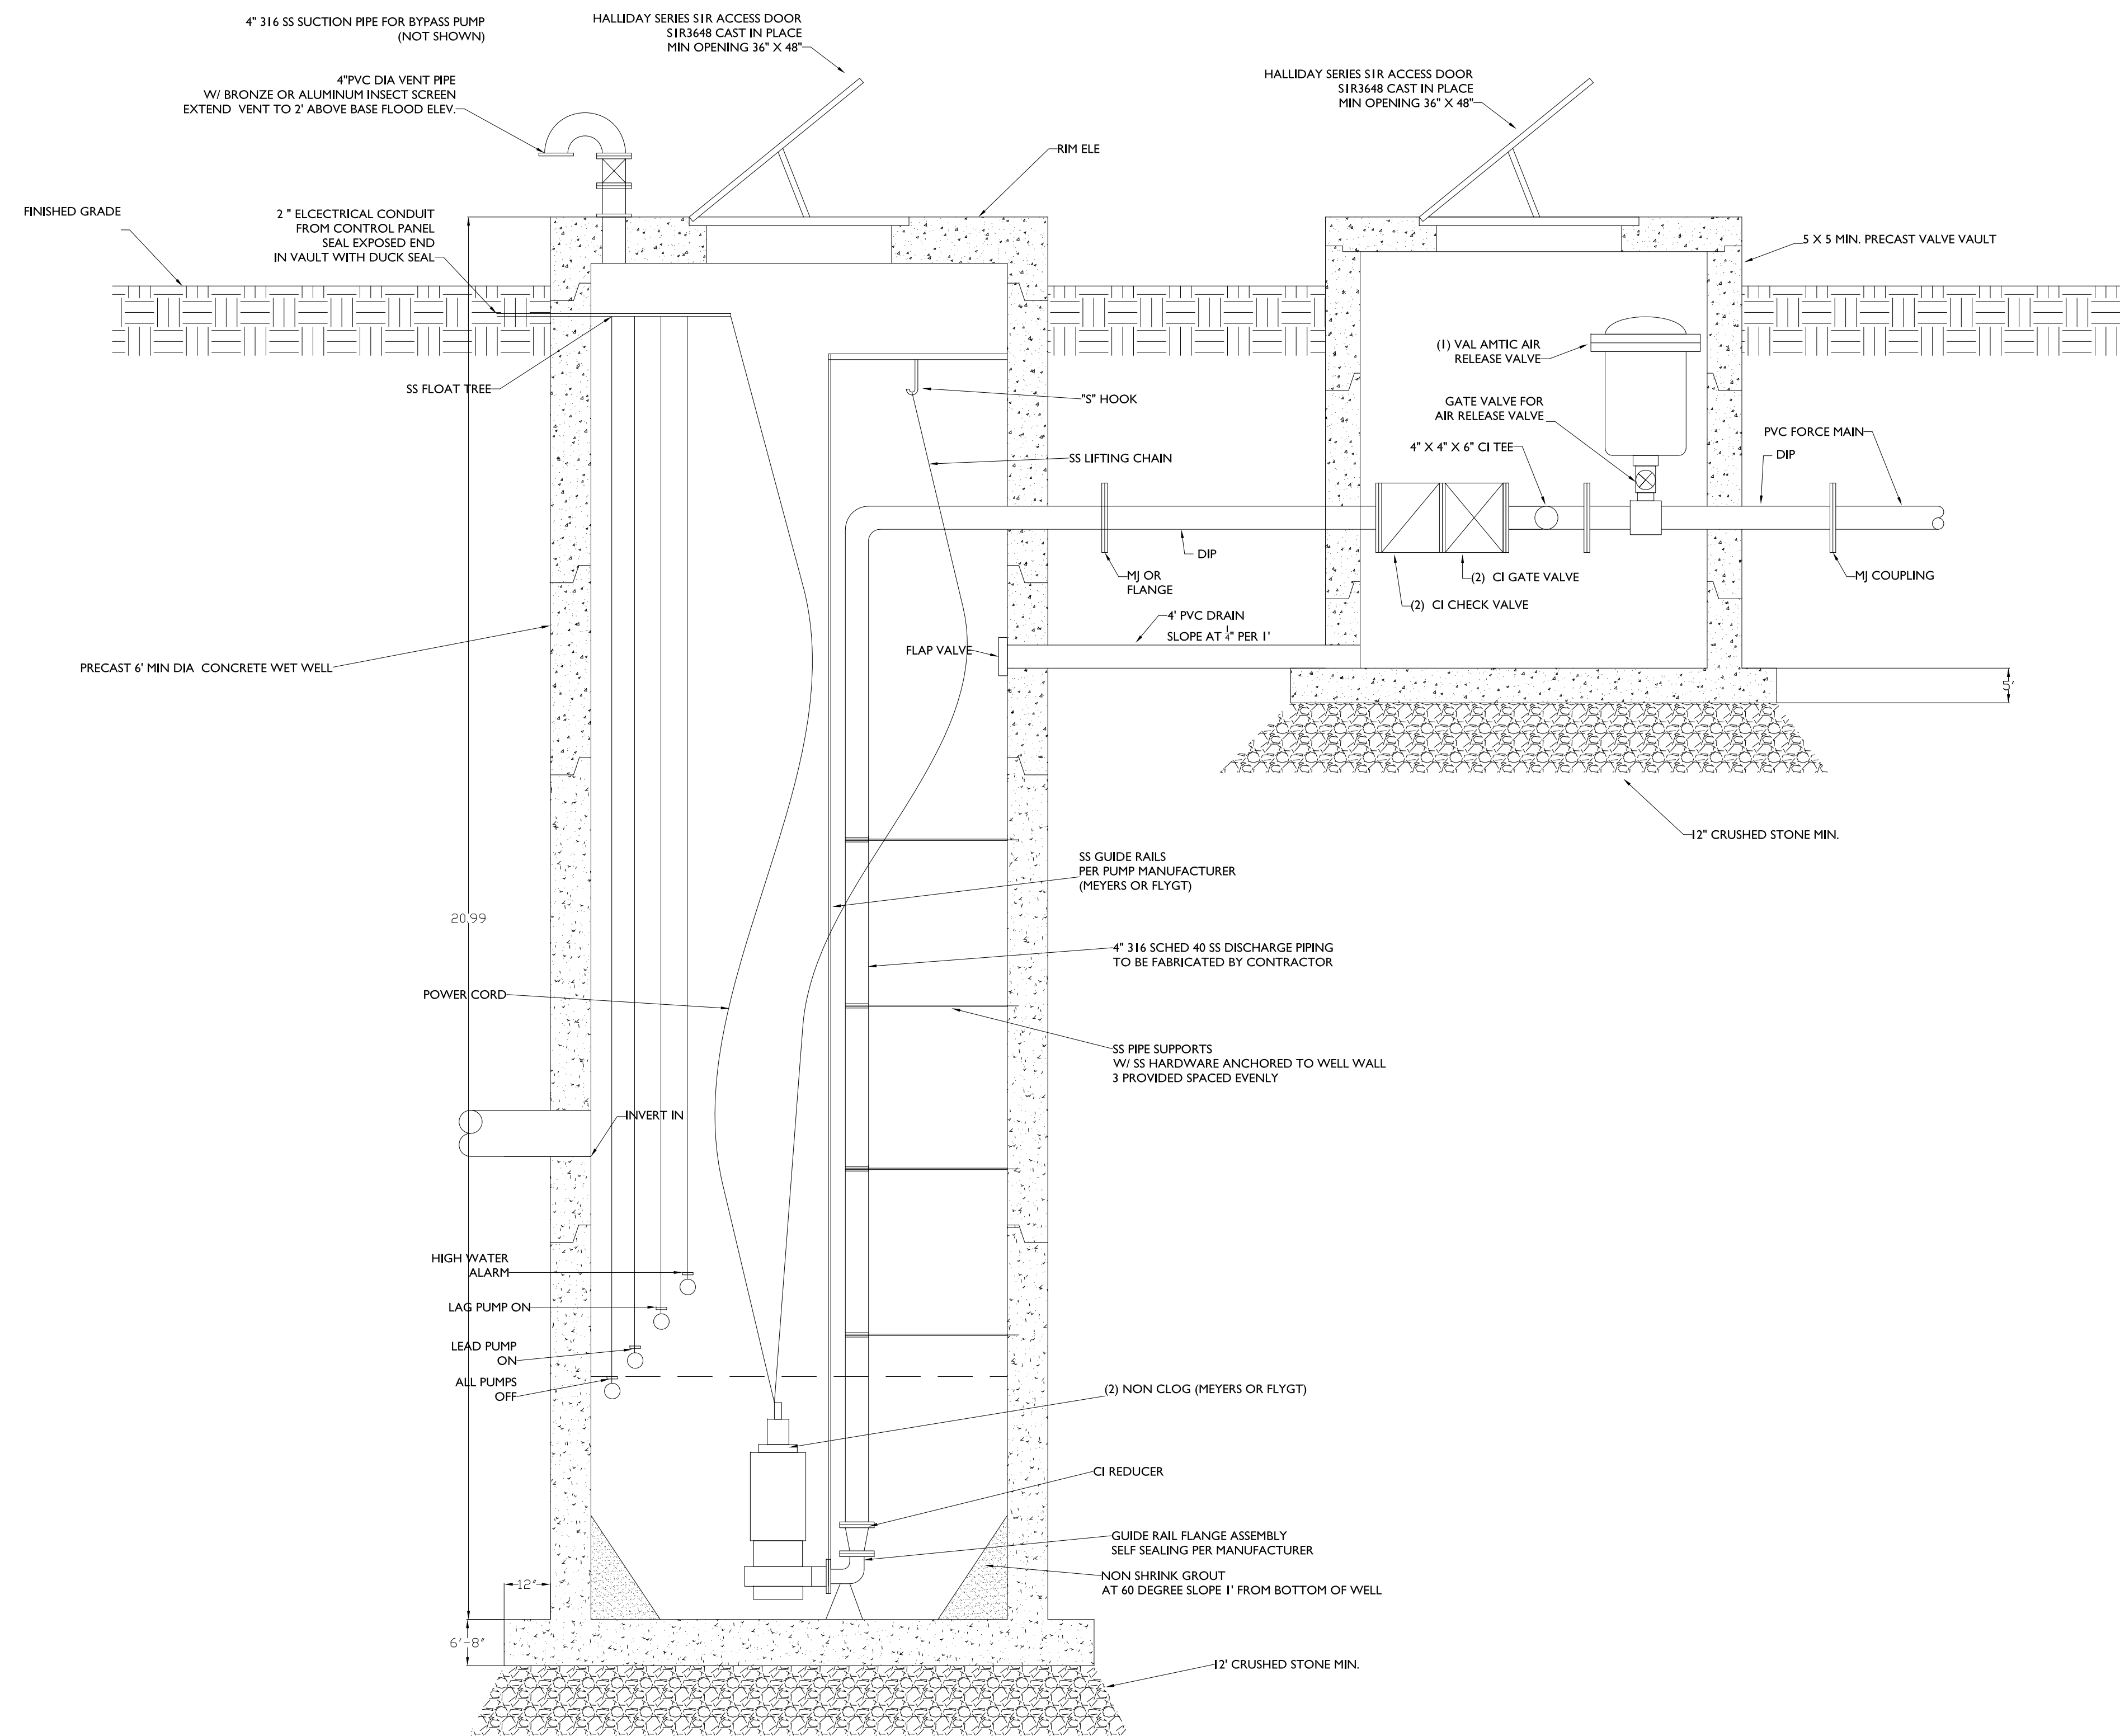 4" 316 SS SUCTION PIPE FOR BYPASS PUMP
(NOT SHOWN)
HALLIDAY SERIES S1R ACCESS DOOR
S1R3648 CAST IN PLACE
MIN OPENING 36" X 48"
4"PVC DIA VENT PIPE
W/ BRONZE OR ALUMINUM INSECT SCREEN
EXTEND VENT TO 2' ABOVE BASE FLOOD ELEV.
HALLIDAY SERIES S1R ACCESS DOOR
S1R3648 CAST IN PLACE
MIN OPENING 36" X 48"
RIM ELE
FINISHED GRADE
2 " ELCECTRICAL CONDUIT
FROM CONTROL PANEL
SEAL EXPOSED END
IN VAULT WITH DUCK SEAL
5 X 5 MIN. PRECAST VALVE VAULT
(1) VAL AMTIC AIR
RELEASE VALVE
SS FLOAT TREE
"S" HOOK
GATE VALVE FOR
AIR RELEASE VALVE
4" X 4" X 6" CI TEE
PVC FORCE MAIN
DIP
SS LIFTING CHAIN
DIP
MJ OR
FLANGE
(2) CI GATE VALVE
(2) CI CHECK VALVE
MJ COUPLING
4' PVC DRAIN
SLOPE AT 1/4" PER 1'
FLAP VALVE
PRECAST 6' MIN DIA CONCRETE WET WELL
5'
12" CRUSHED STONE MIN.
SS GUIDE RAILS
PER PUMP MANUFACTURER
(MEYERS OR FLYGT)
20.99
4" 316 SCHED 40 SS DISCHARGE PIPING
TO BE FABRICATED BY CONTRACTOR
POWER CORD
SS PIPE SUPPORTS
W/ SS HARDWARE ANCHORED TO WELL WALL
3 PROVIDED SPACED EVENLY
INVERT IN
HIGH WATER
ALARM
LAG PUMP ON
LEAD PUMP
ON
ALL PUMPS
OFF
(2) NON CLOG (MEYERS OR FLYGT)
CI REDUCER
GUIDE RAIL FLANGE ASSEMBLY
SELF SEALING PER MANUFACTURER
NON SHRINK GROUT
AT 60 DEGREE SLOPE 1' FROM BOTTOM OF WELL
12"
6'-8"
12' CRUSHED STONE MIN.